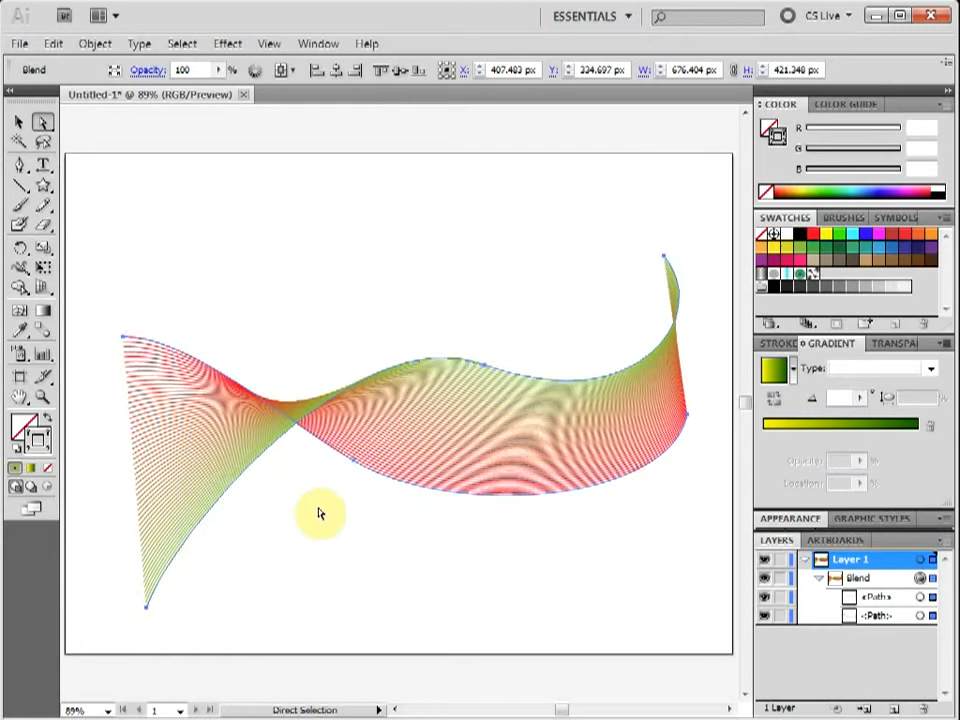 Ai Br ESSENTIALS CS Live
File Edit Object Type Select Effect View Window Help
Blend Opacity: 100 % X: 407.483 px Y: 334.697 px W: 676.404 px H: 421.348 px
Untitled-1* @ 89% (RGB/Preview)
COLOR COLOR GUIDE
R
G
B
SWATCHES BRUSHES SYMBOLS
STROKE GRADIENT TRANSPA
Type:
Opacity: %
Location: %
APPEARANCE GRAPHIC STYLES
LAYERS ARTBOARDS
Layer 1
Blend
<Path>
<Path>
89% 1 Direct Selection 1 Layer